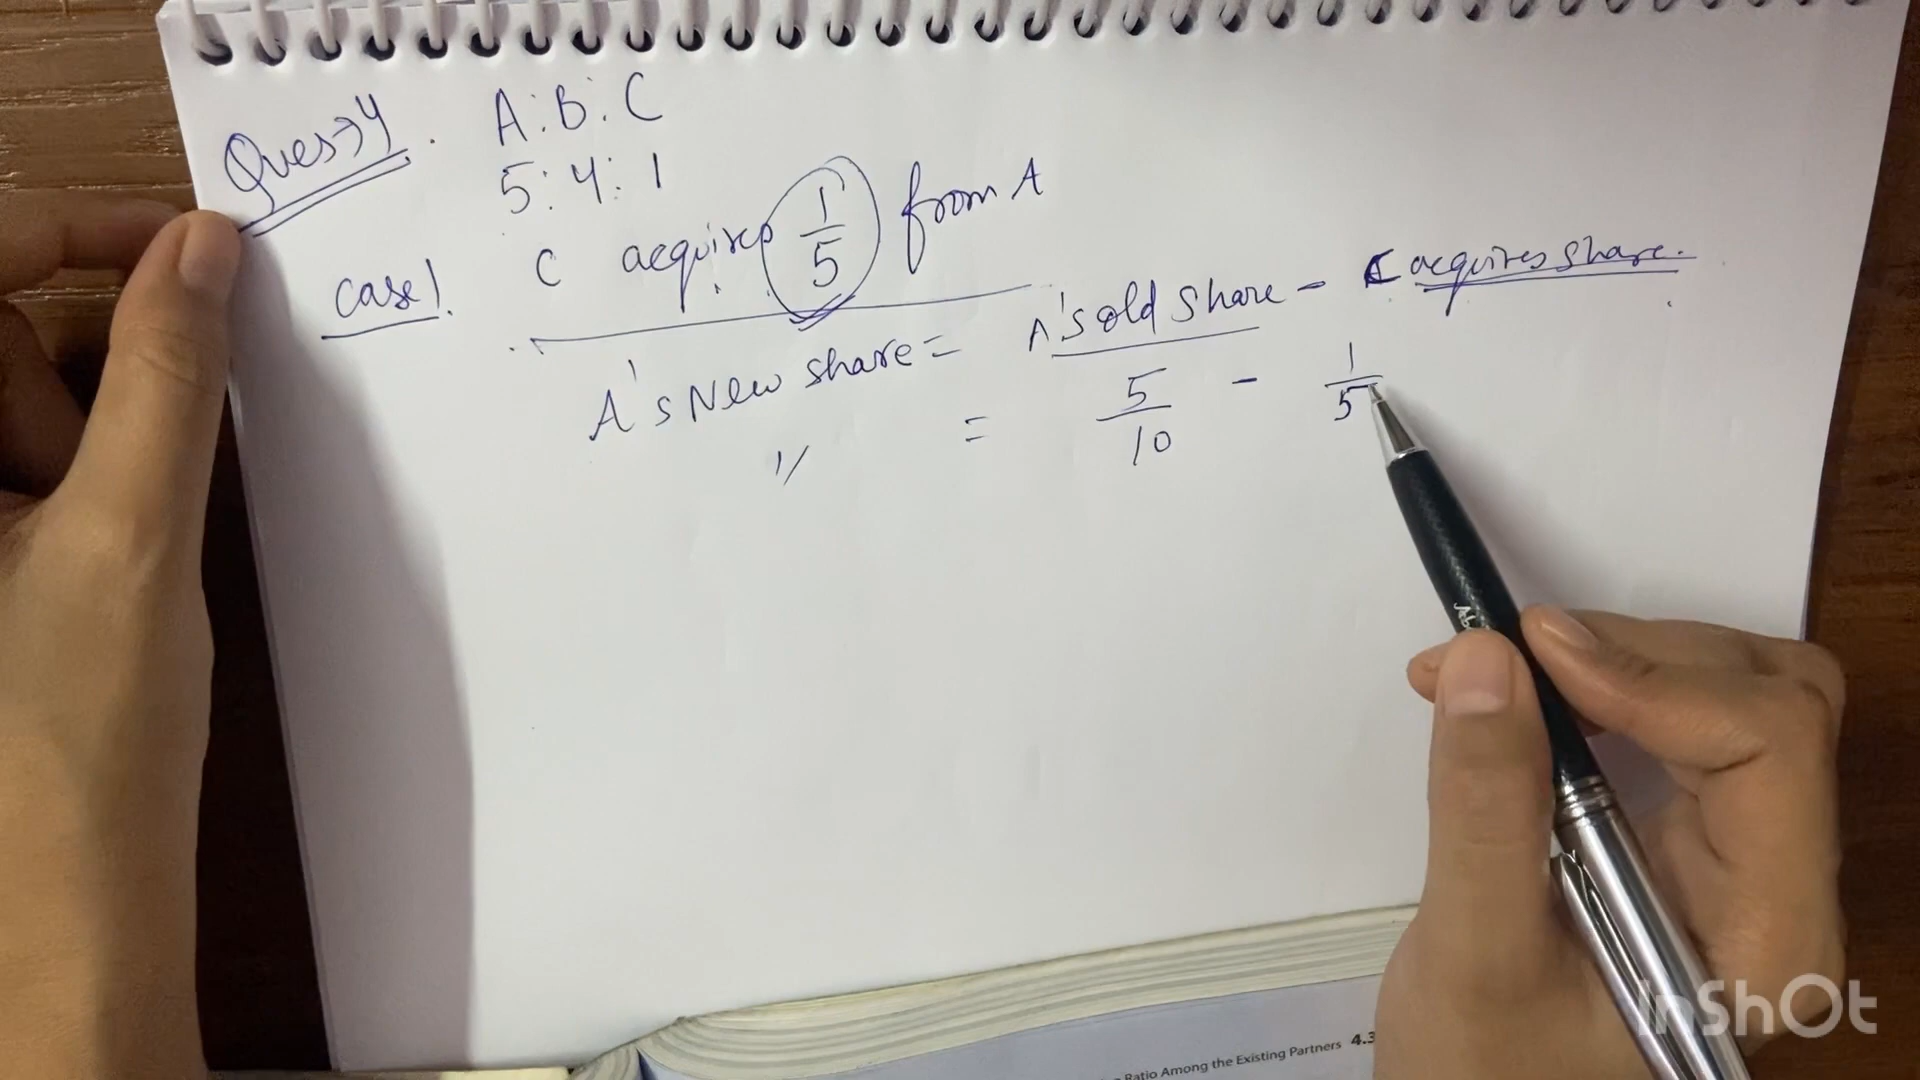 Ques→4. A : B : C
5 : 4 : 1
Case 1. C acquires 1/5 from A
A's New share = A's old share - C acquires share.
〃 = 5/10 - 1/5
Ratio Among the Existing Partners 4.3
InShOt